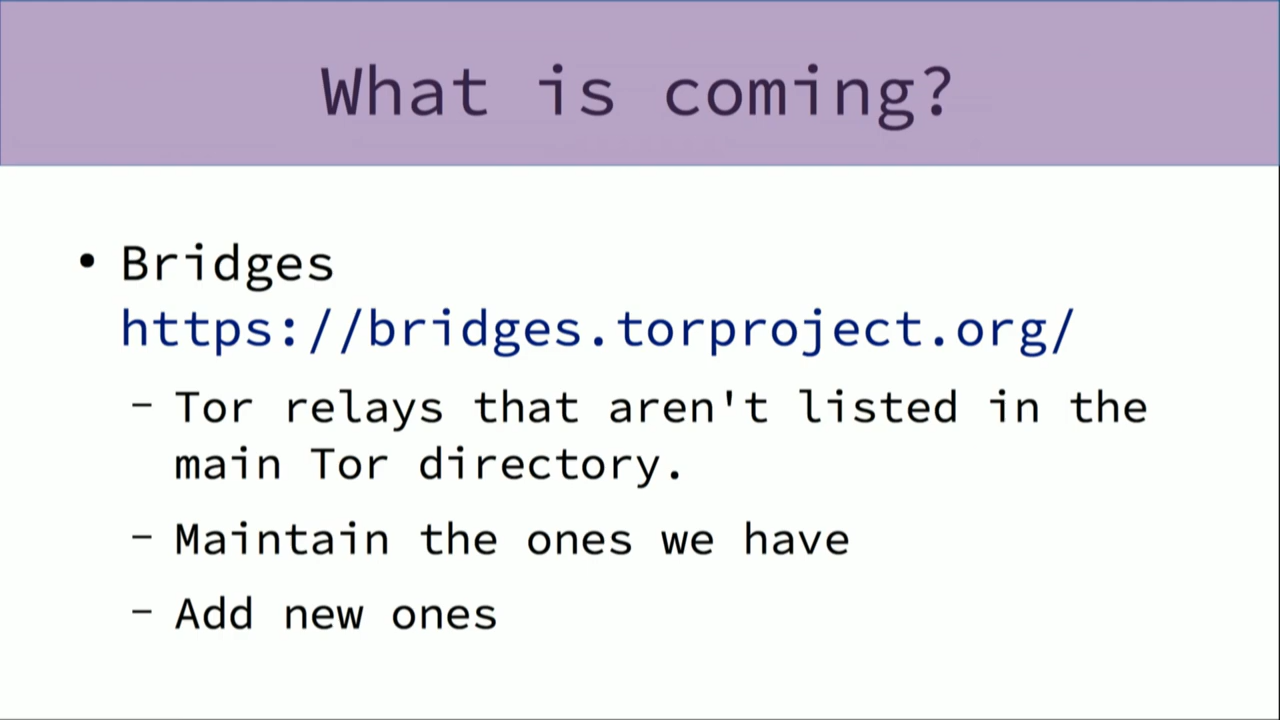 What is coming?
• Bridges
https://bridges.torproject.org/
– Tor relays that aren't listed in the
main Tor directory.
– Maintain the ones we have
– Add new ones